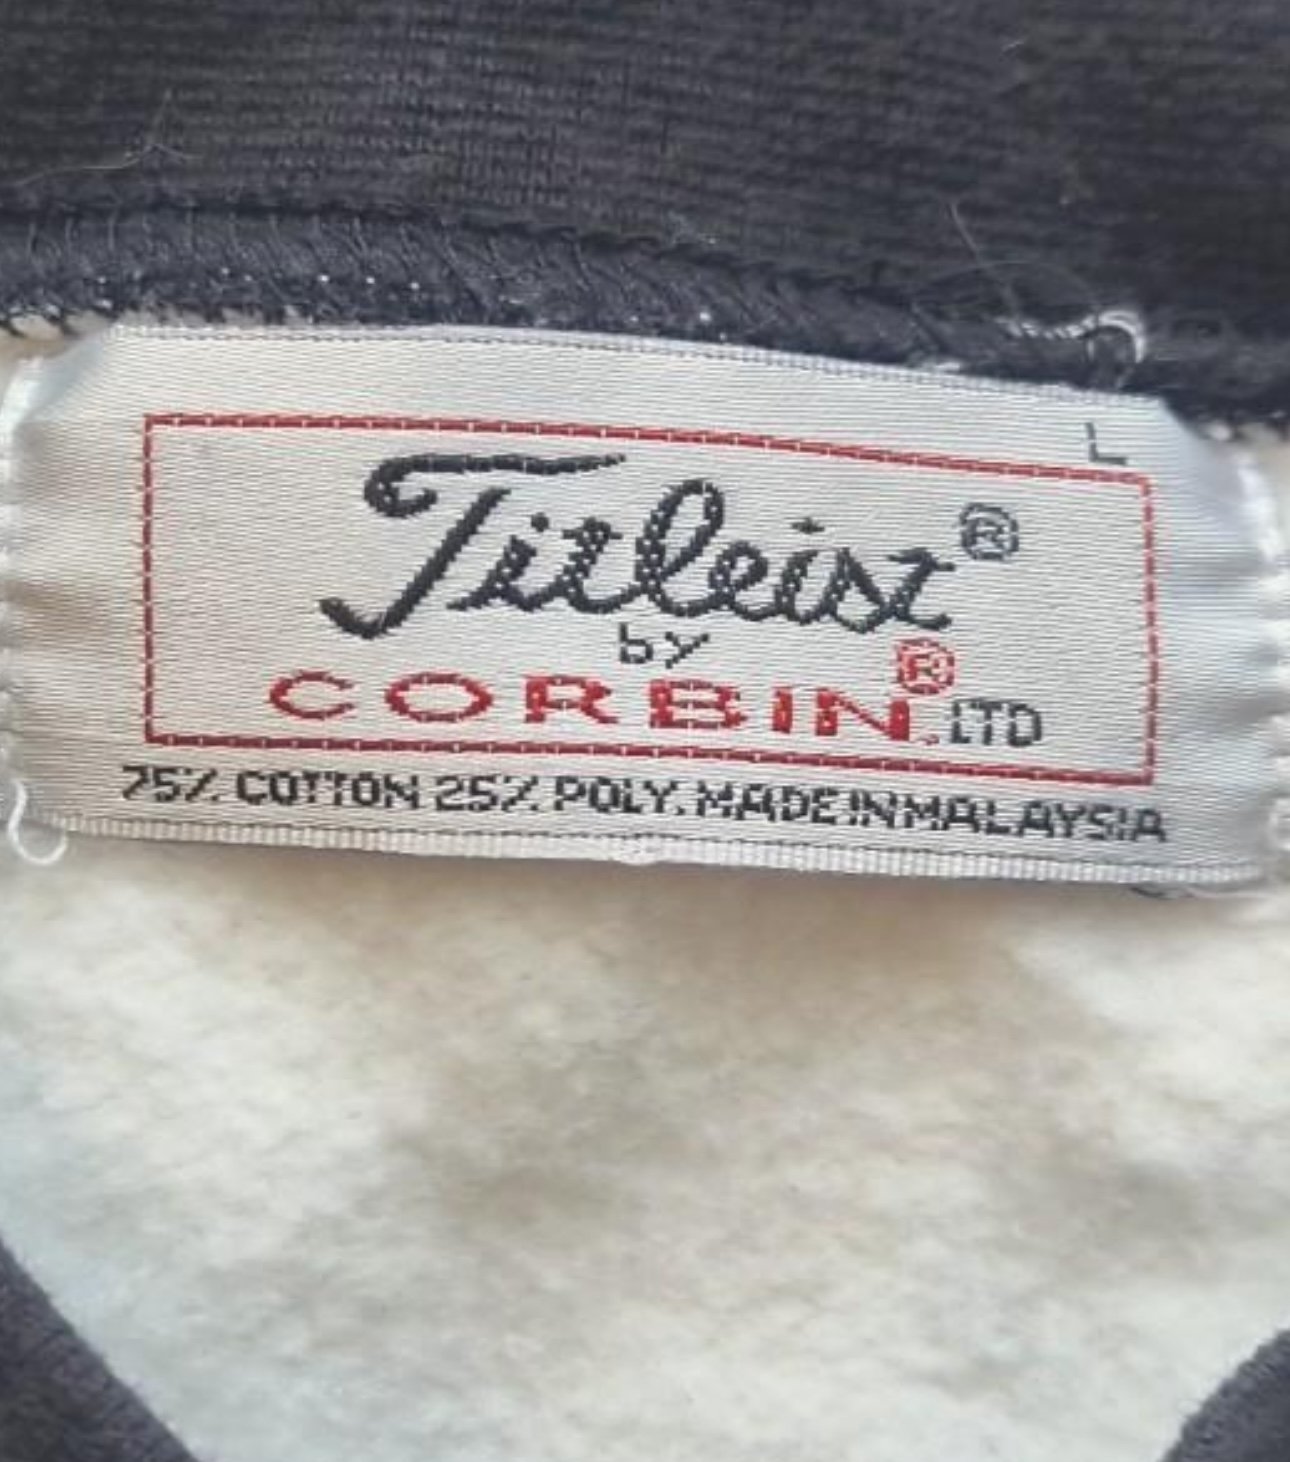 L
Titleist®
by
CORBIN®.LTD
75% COTTON 25% POLY. MADE IN MALAYSIA